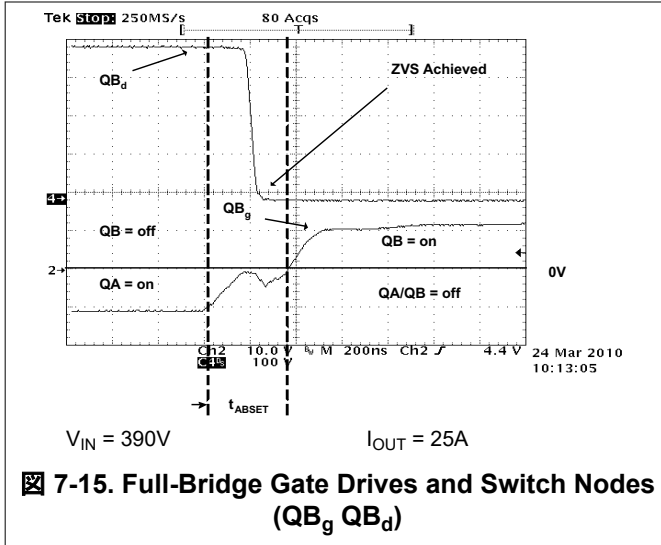 Tek Stop: 250MS/s 80 Acqs
T
QBd
ZVS Achieved
4→
QBg
QB = off
QB = on
2→
0V
QA = on
QA/QB = off
Ch2 10.0 V M 200ns Ch2 4.4 V
24 Mar 2010
Ch4 100 V
10:13:05
tABSET
VIN = 390V
IOUT = 25A
図 7-15. Full-Bridge Gate Drives and Switch Nodes
(QBg QBd)